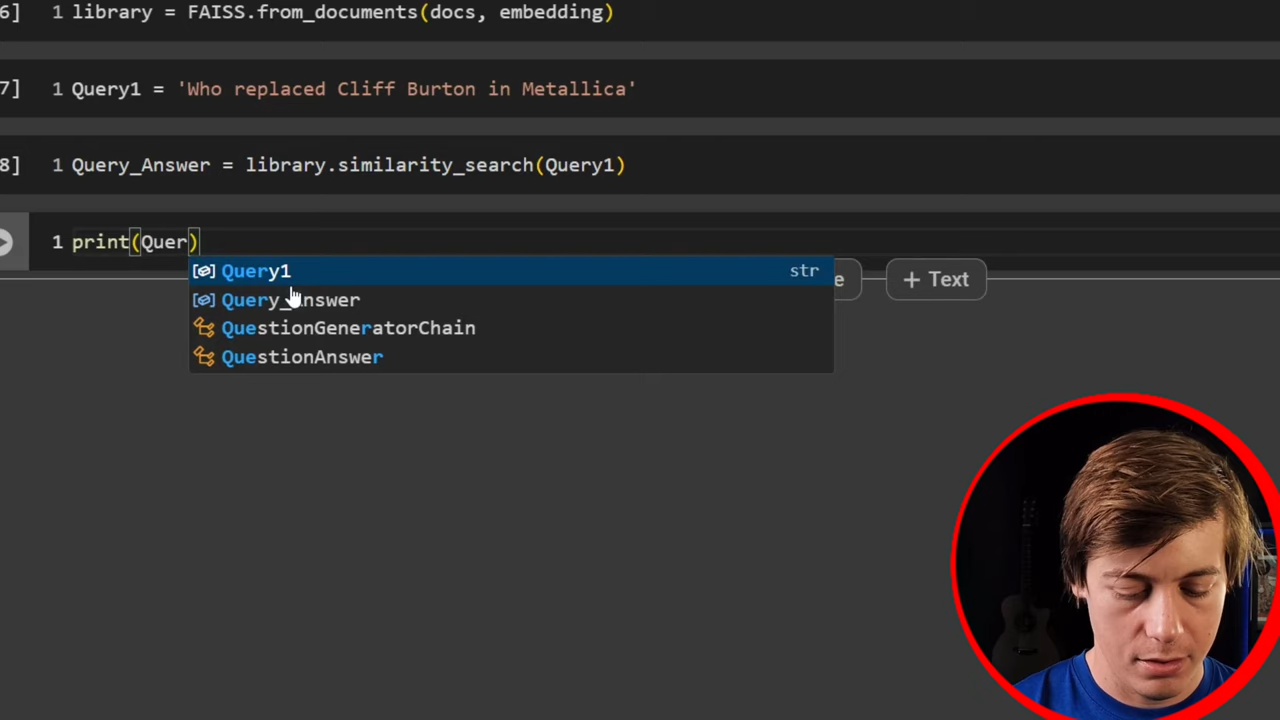 6] 1 library = FAISS.from_documents(docs, embedding)
7] 1 Query1 = 'Who replaced Cliff Burton in Metallica'
8] 1 Query_Answer = library.similarity_search(Query1)
1 print(Quer)
Query1 str
Query_Answer
e + Text
QuestionGeneratorChain
QuestionAnswer